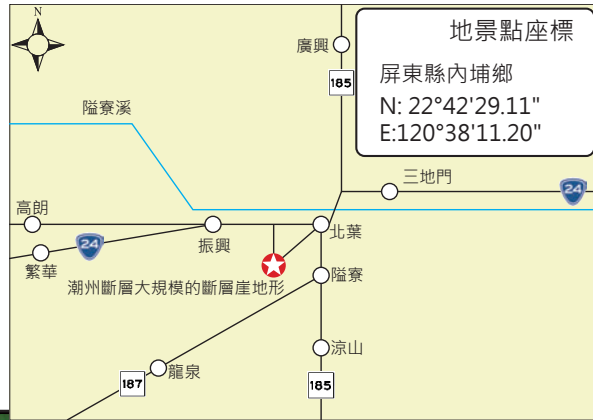 N
地景點座標
屏東縣內埔鄉
N: 22°42'29.11"
E:120°38'11.20"
廣興
185
隘寮溪
三地門
24
高朗
振興
北葉
24
繁華
隘寮
潮州斷層大規模的斷層崖地形
涼山
龍泉
187
185